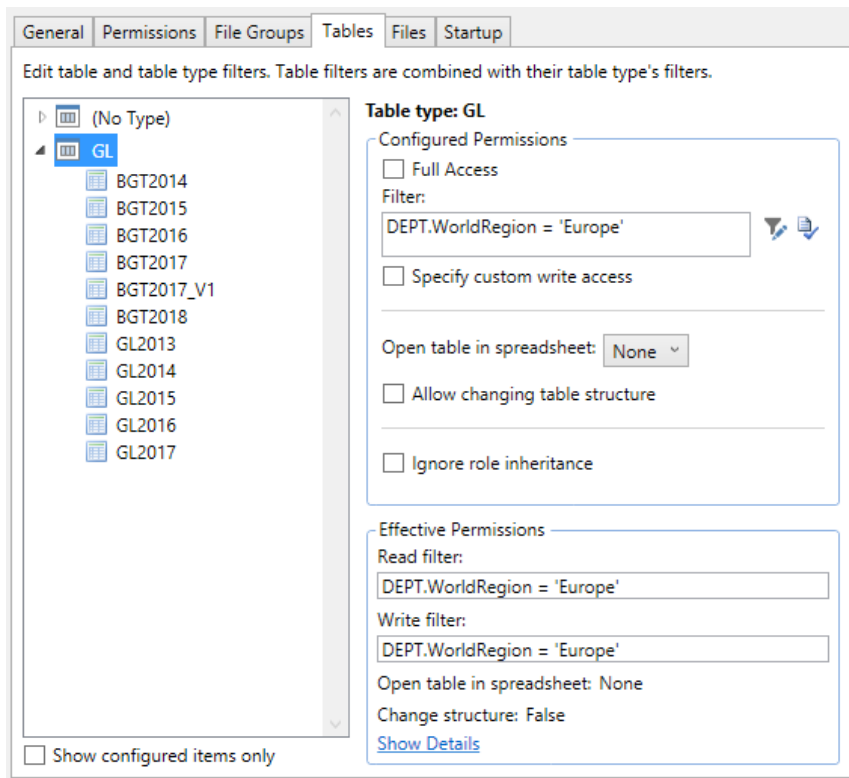 General Permissions File Groups Tables Files Startup
Edit table and table type filters. Table filters are combined with their table type's filters.
(No Type)
GL
BGT2014
BGT2015
BGT2016
BGT2017
BGT2017_V1
BGT2018
GL2013
GL2014
GL2015
GL2016
GL2017
Show configured items only
Table type: GL
Configured Permissions
Full Access
Filter:
DEPT.WorldRegion = 'Europe'
Specify custom write access
Open table in spreadsheet: None
Allow changing table structure
Ignore role inheritance
Effective Permissions
Read filter:
DEPT.WorldRegion = 'Europe'
Write filter:
DEPT.WorldRegion = 'Europe'
Open table in spreadsheet: None
Change structure: False
Show Details